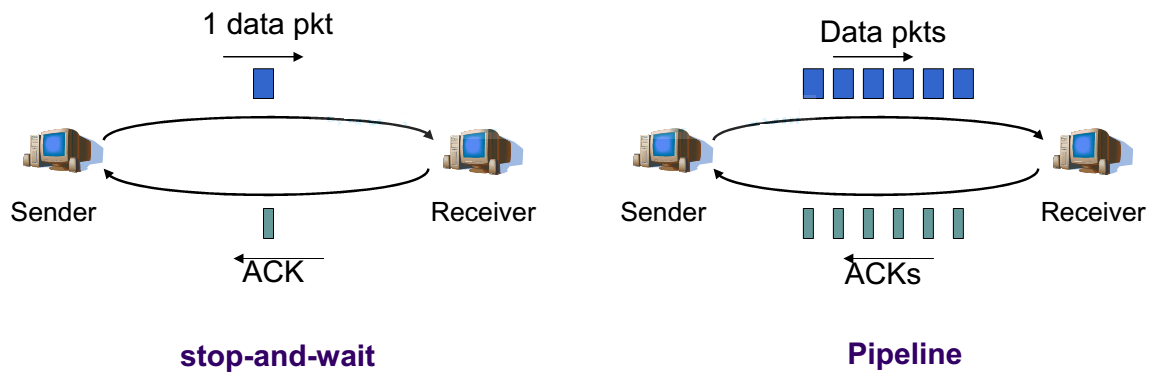 1 data pkt
Sender
Receiver
ACK
stop-and-wait
Data pkts
Sender
Receiver
ACKs
Pipeline